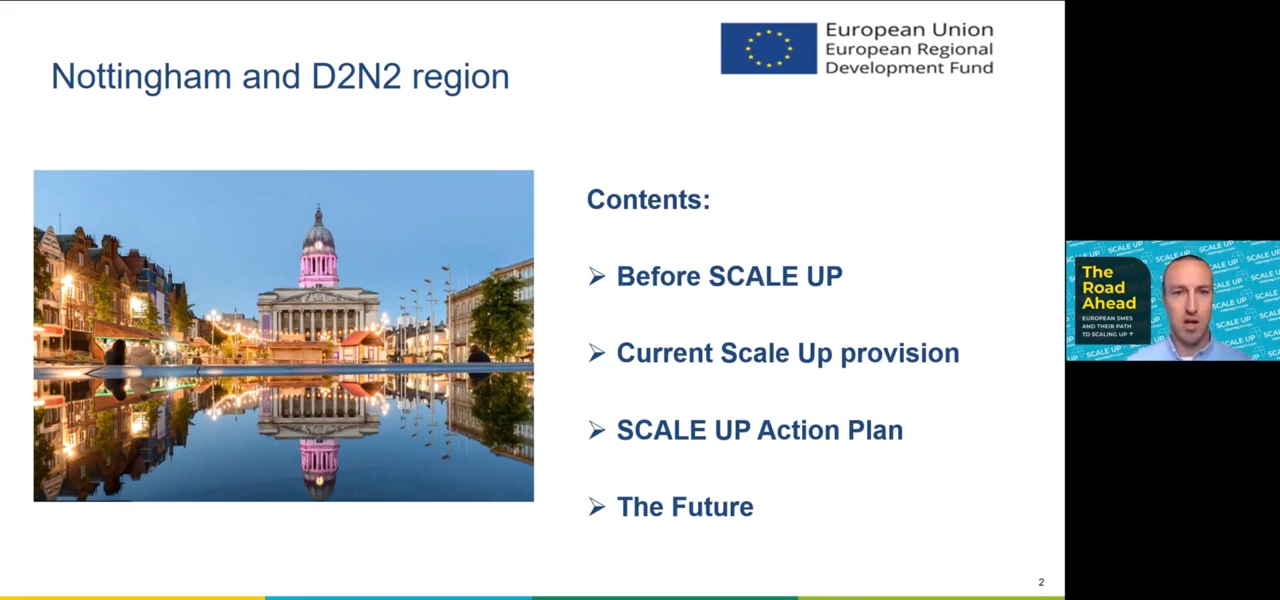 Nottingham and D2N2 region
European Union
European Regional
Development Fund
Contents:
➢ Before SCALE UP
➢ Current Scale Up provision
➢ SCALE UP Action Plan
➢ The Future
2
The
Road
Ahead
EUROPEAN SMES
AND THEIR PATH
TO SCALING UP ↑
SCALE UP
Interreg Europe